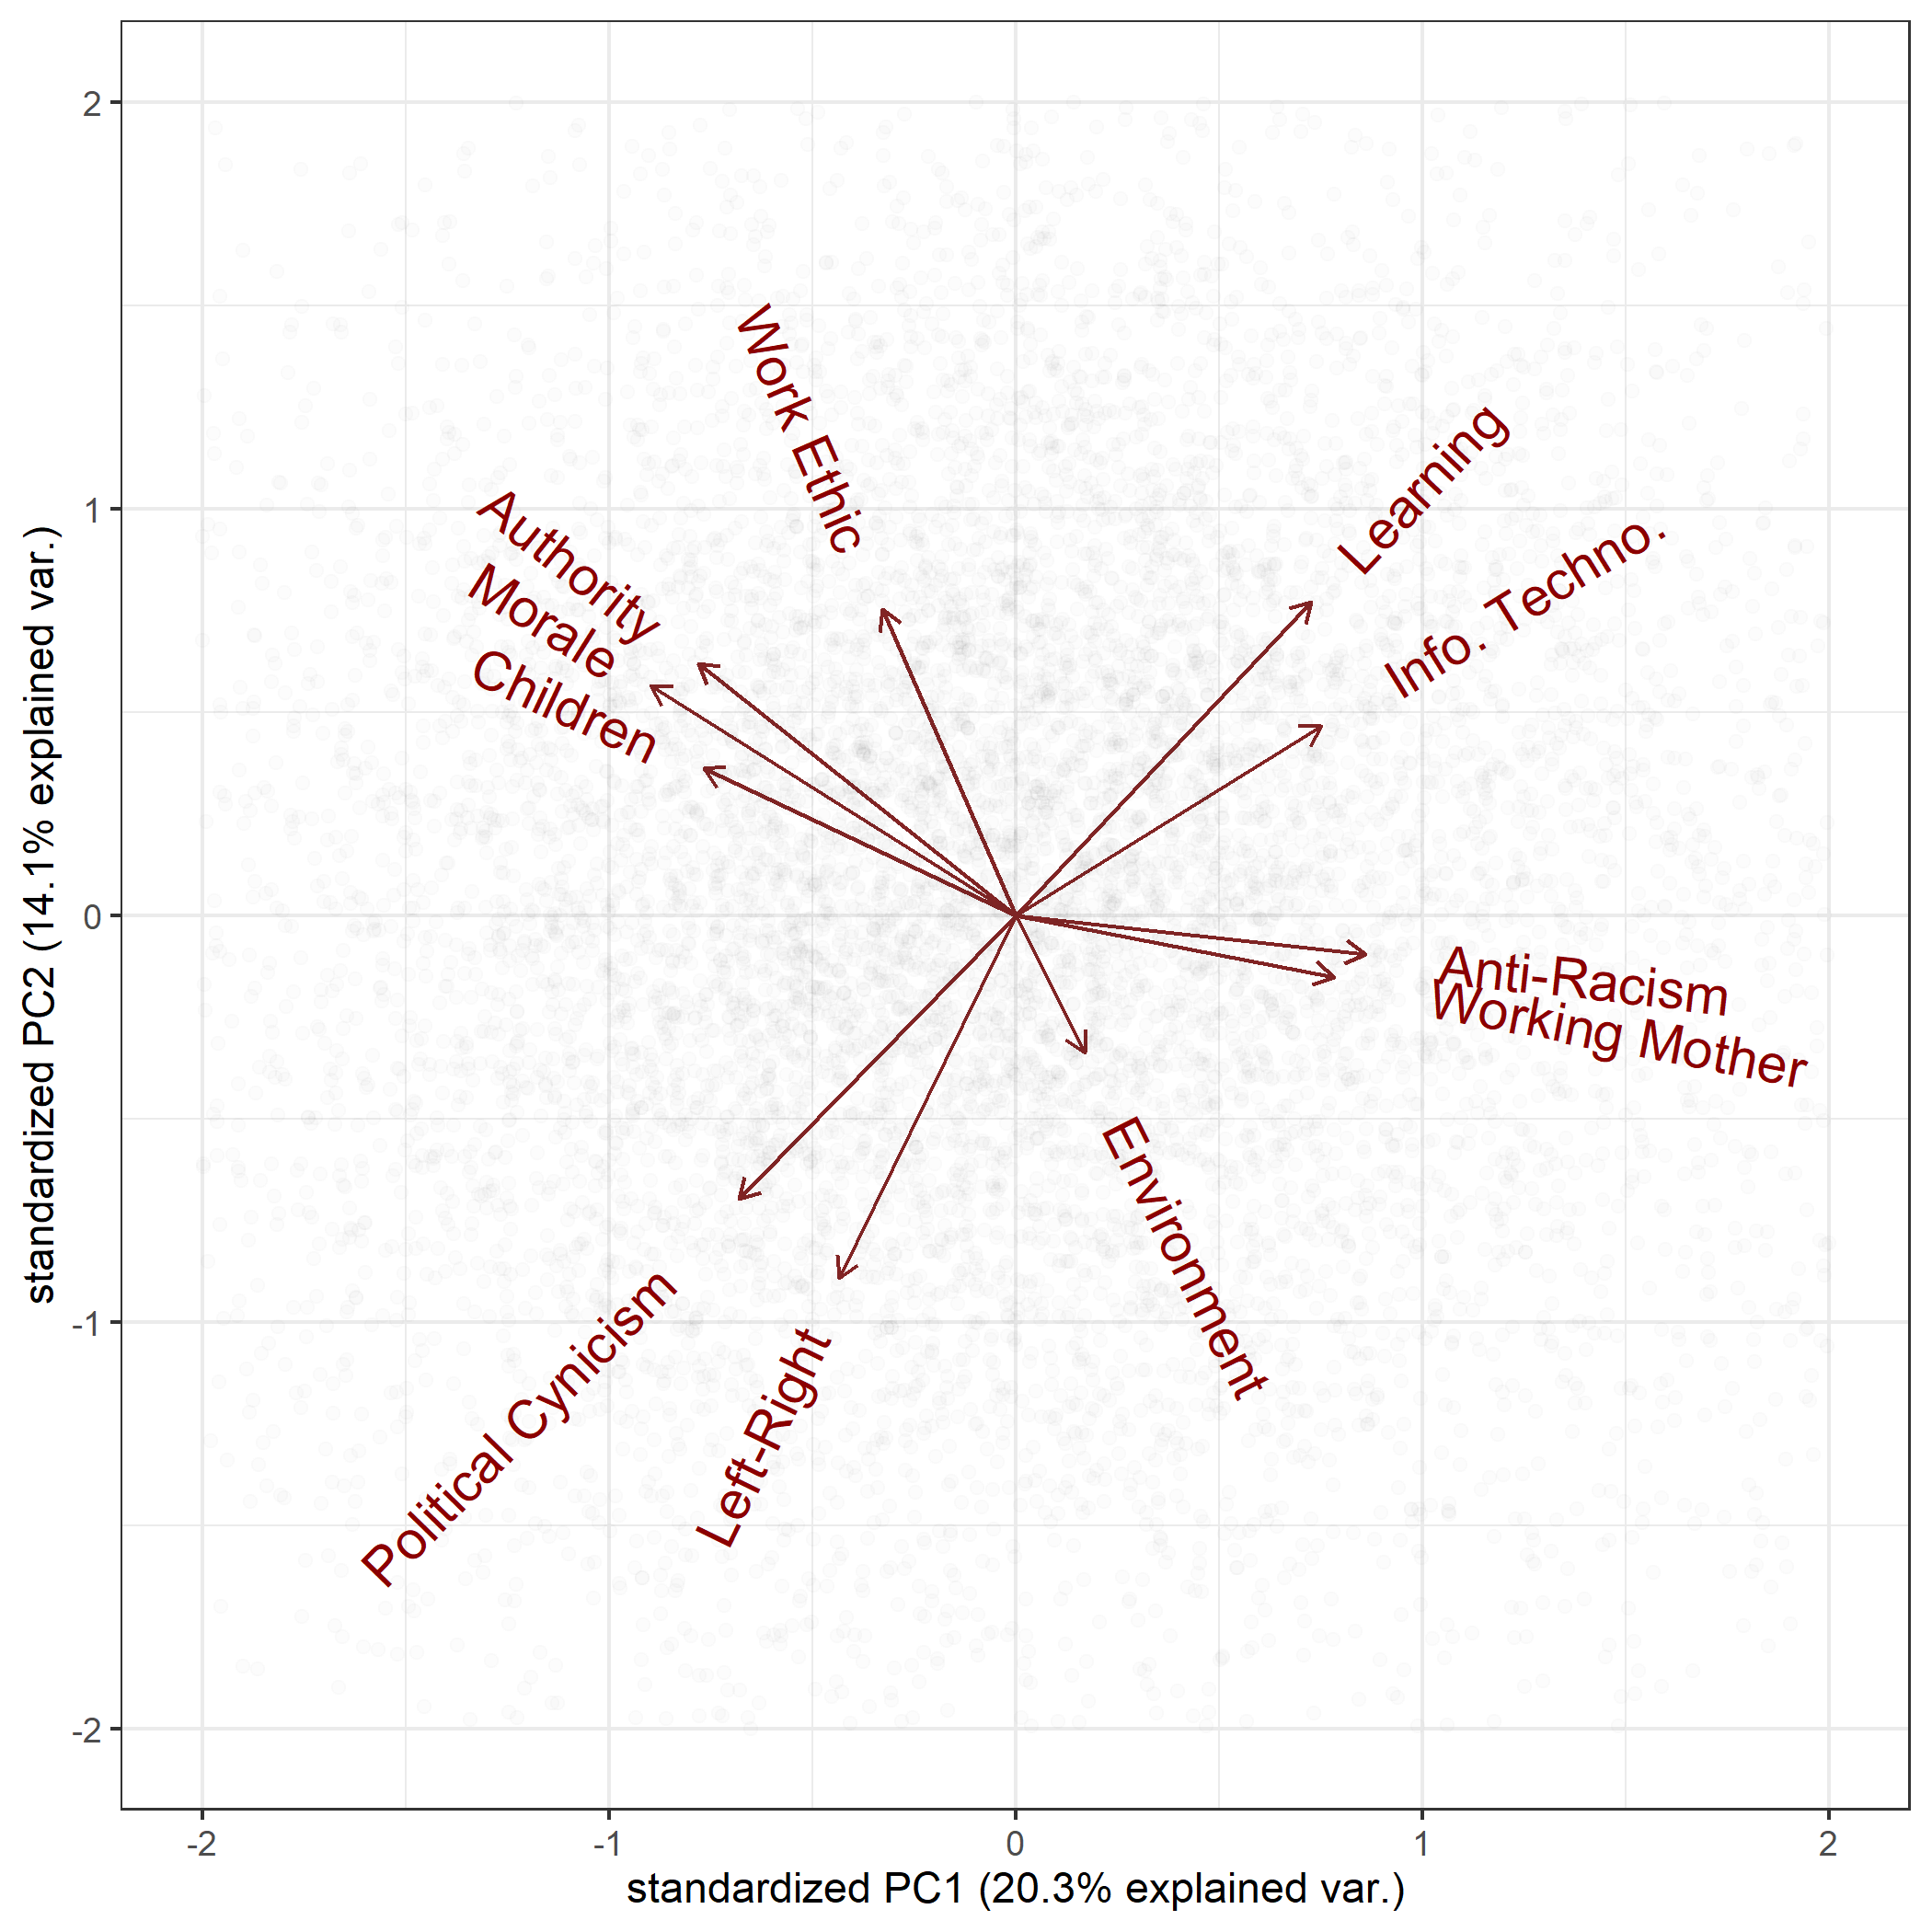 2
1
0
-1
-2
standardized PC2 (14.1% explained var.)
Work Ethic
Learning
Authority
Info. Techno.
Morale
Children
Anti-Racism
Working Mother
Environment
Political Cynicism
Left-Right
-2
-1
0
1
2
standardized PC1 (20.3% explained var.)